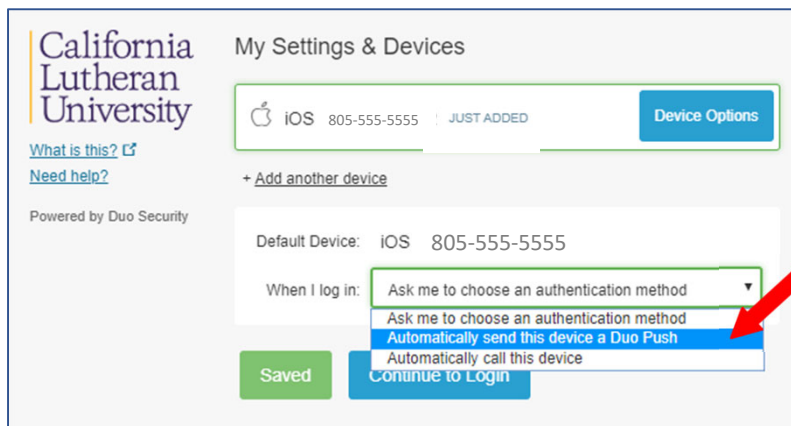 California
Lutheran
University
What is this?
Need help?
Powered by Duo Security
My Settings & Devices
iOS 805-555-5555 JUST ADDED Device Options
+ Add another device
Default Device: iOS 805-555-5555
When I log in: Ask me to choose an authentication method
Ask me to choose an authentication method
Automatically send this device a Duo Push
Automatically call this device
Saved Continue to Login